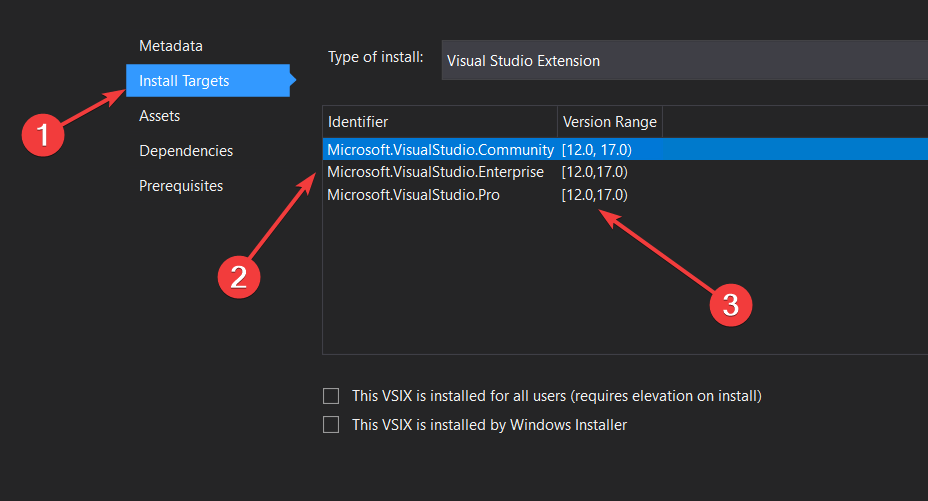 Metadata
Type of install: Visual Studio Extension
Install Targets
Assets
Identifier Version Range
Dependencies
Microsoft.VisualStudio.Community [12.0, 17.0)
Microsoft.VisualStudio.Enterprise [12.0,17.0)
Prerequisites
Microsoft.VisualStudio.Pro [12.0,17.0)
1
2
3
This VSIX is installed for all users (requires elevation on install)
This VSIX is installed by Windows Installer